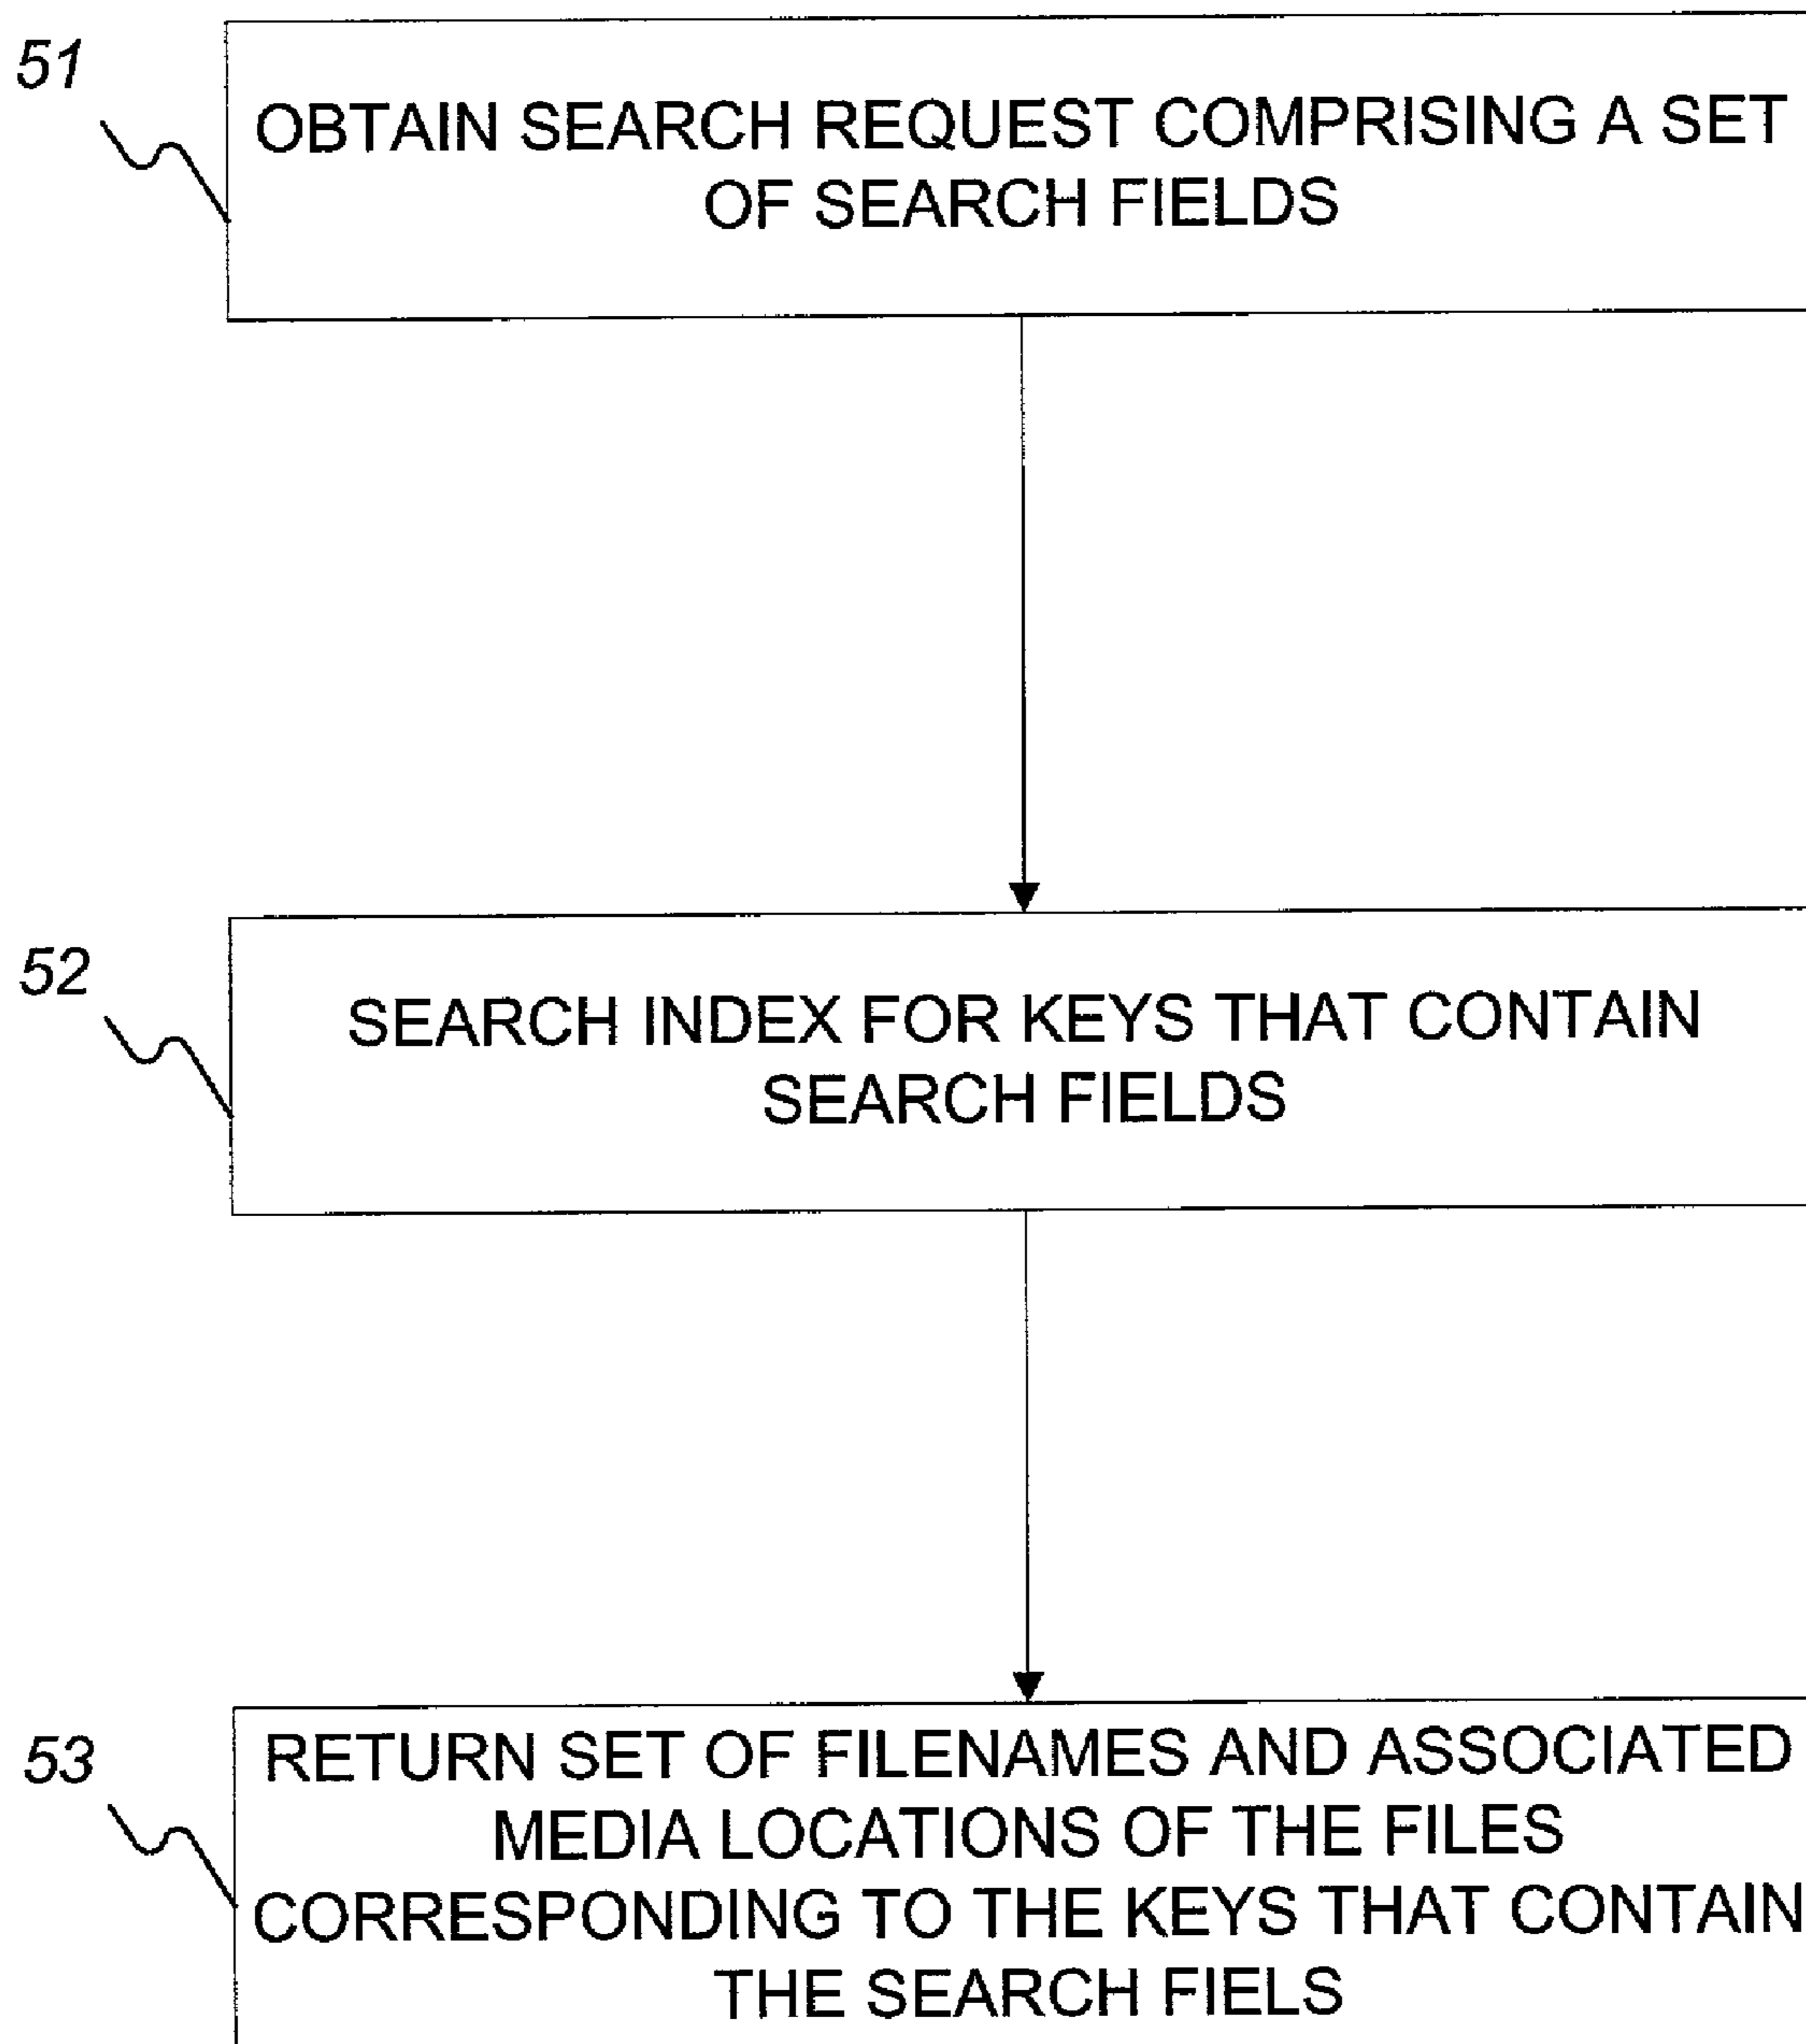 51
OBTAIN SEARCH REQUEST COMPRISING A SET
OF SEARCH FIELDS
52
SEARCH INDEX FOR KEYS THAT CONTAIN
SEARCH FIELDS
53
RETURN SET OF FILENAMES AND ASSOCIATED
MEDIA LOCATIONS OF THE FILES
CORRESPONDING TO THE KEYS THAT CONTAIN
THE SEARCH FIELS